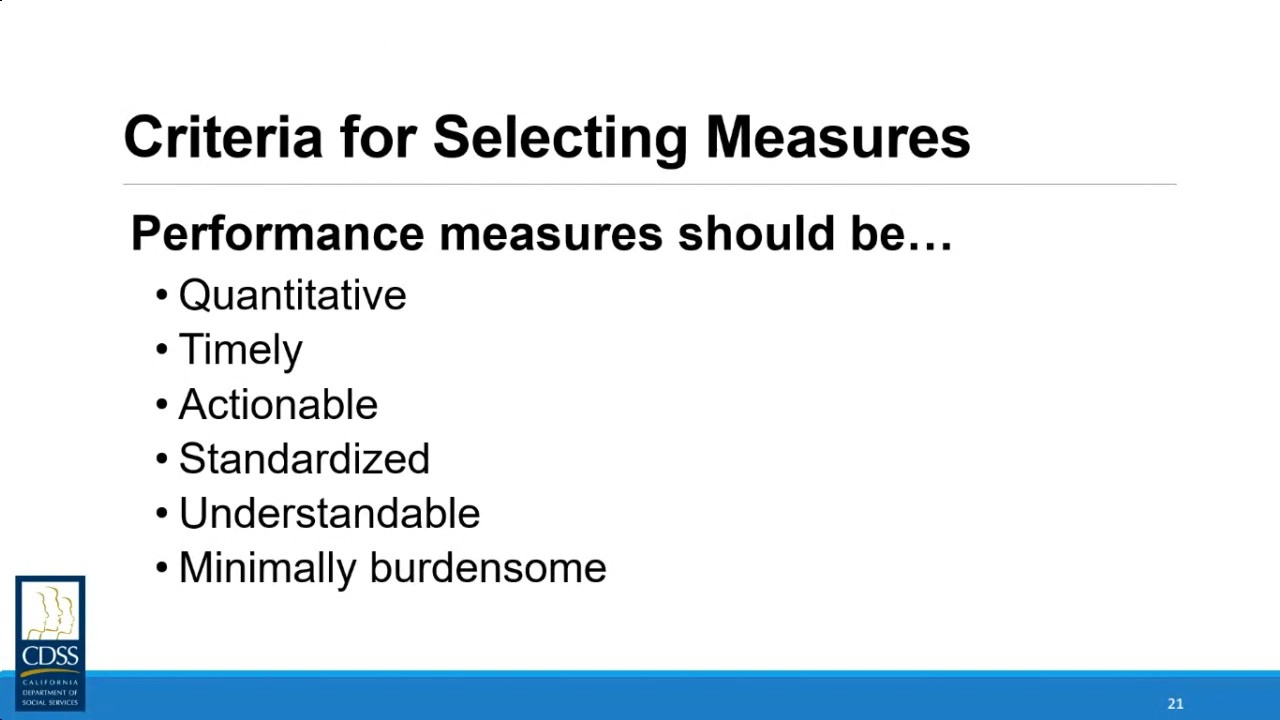 Criteria for Selecting Measures
Performance measures should be…
• Quantitative
• Timely
• Actionable
• Standardized
• Understandable
• Minimally burdensome
CDSS
CALIFORNIA
DEPARTMENT OF
SOCIAL SERVICES
21